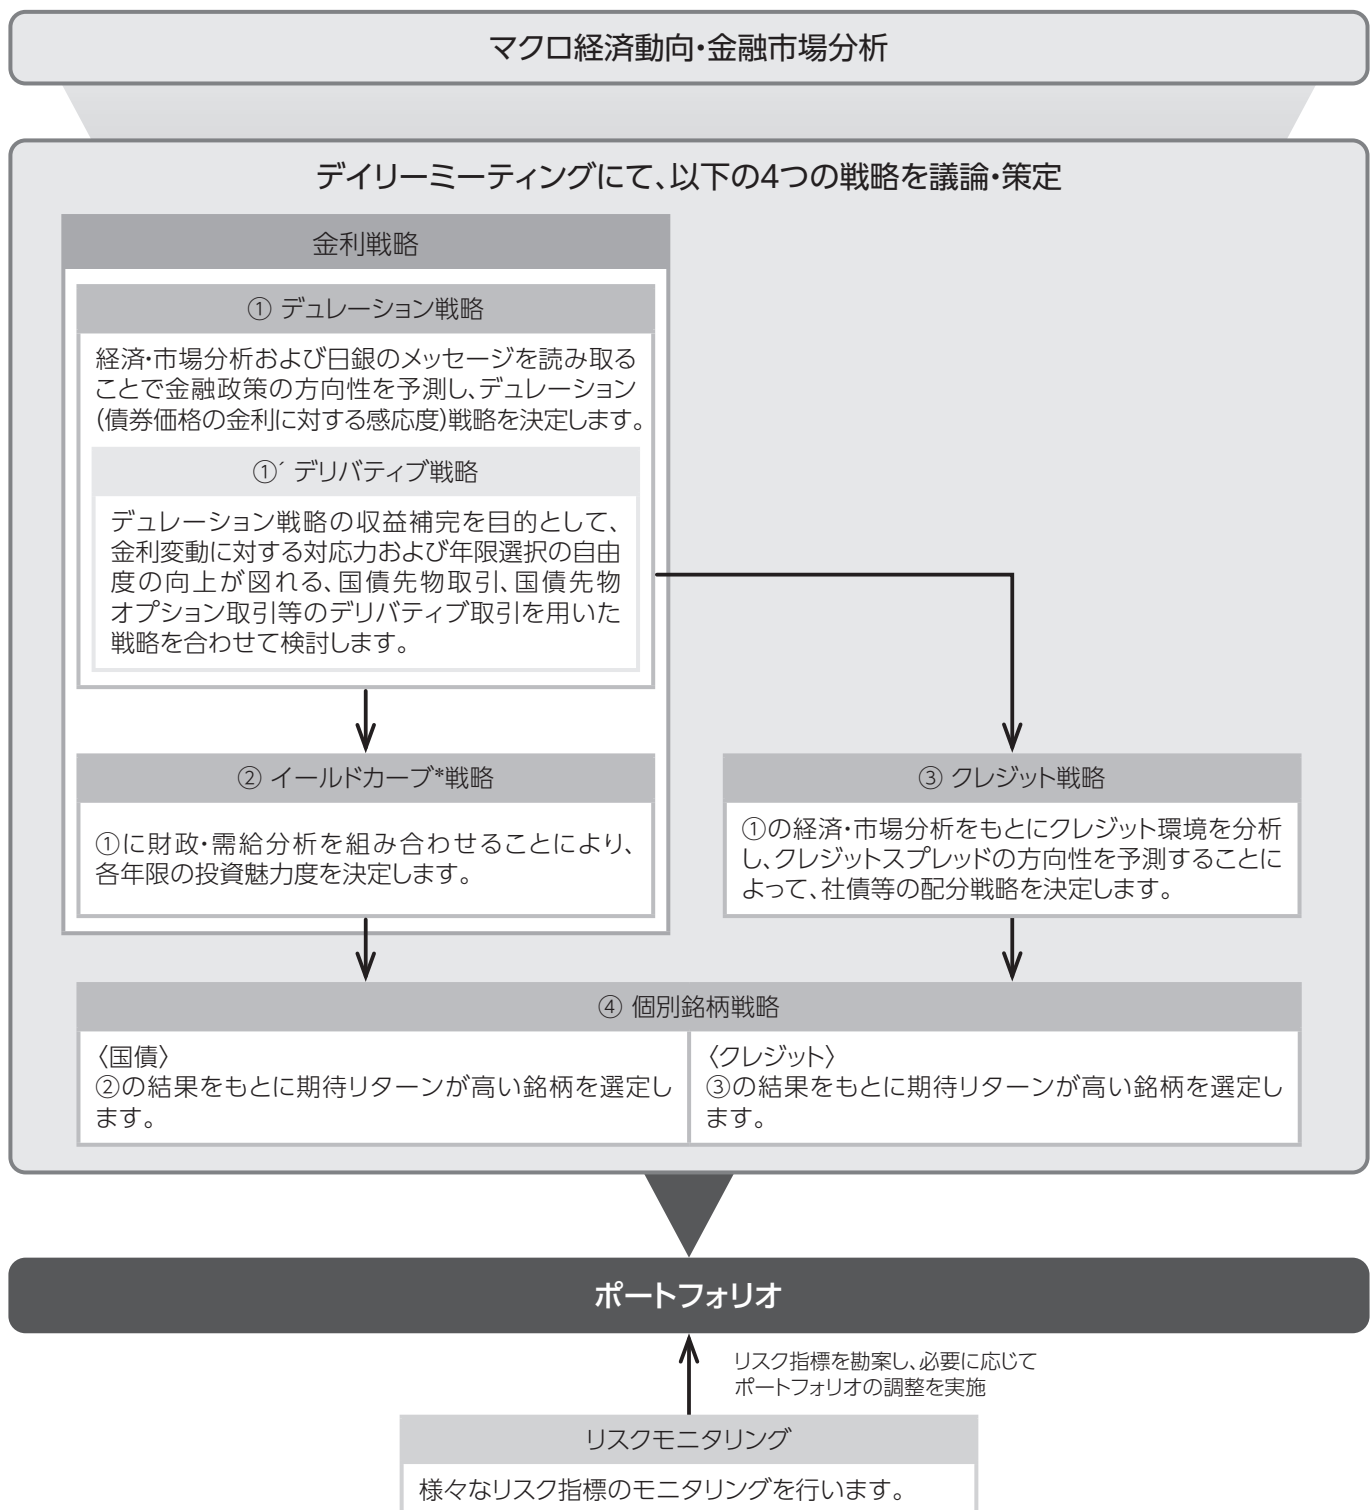 マクロ経済動向・金融市場分析
デイリーミーティングにて、以下の4つの戦略を議論・策定
金利戦略
① デュレーション戦略
経済・市場分析および日銀のメッセージを読み取る
ことで金融政策の方向性を予測し、デュレーション
(債券価格の金利に対する感応度)戦略を決定します。
①´ デリバティブ戦略
デュレーション戦略の収益補完を目的として、
金利変動に対する対応力および年限選択の自由
度の向上が図れる、国債先物取引、国債先物
オプション取引等のデリバティブ取引を用いた
戦略を合わせて検討します。
② イールドカーブ*戦略
①に財政・需給分析を組み合わせることにより、
各年限の投資魅力度を決定します。
③ クレジット戦略
①の経済・市場分析をもとにクレジット環境を分析
し、クレジットスプレッドの方向性を予測することに
よって、社債等の配分戦略を決定します。
④ 個別銘柄戦略
〈国債〉
②の結果をもとに期待リターンが高い銘柄を選定し
ます。
〈クレジット〉
③の結果をもとに期待リターンが高い銘柄を選定し
ます。
ポートフォリオ
リスク指標を勘案し、必要に応じて
ポートフォリオの調整を実施
リスクモニタリング
様々なリスク指標のモニタリングを行います。